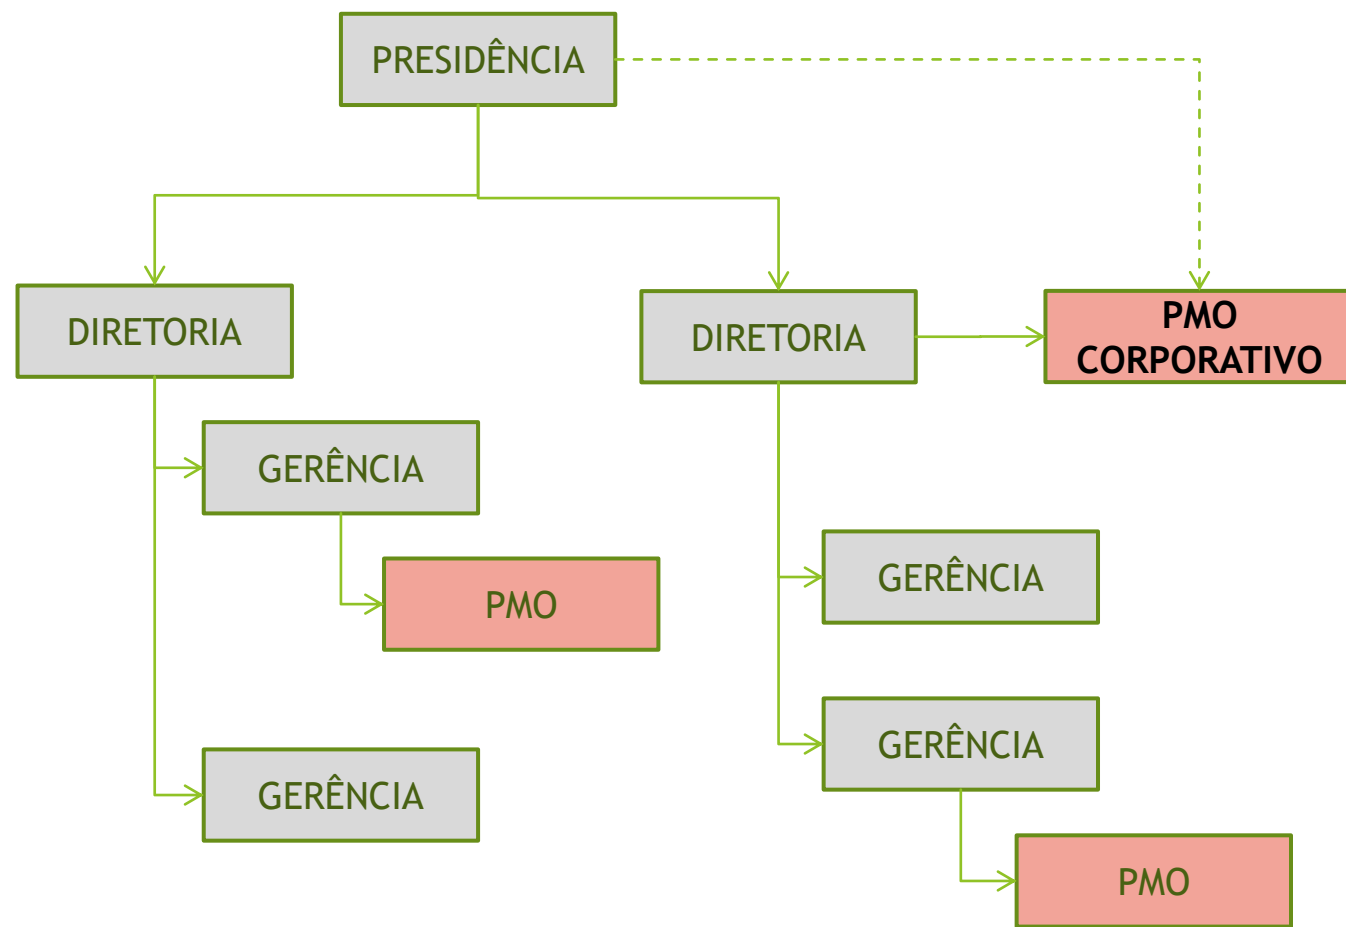 PRESIDÊNCIA
DIRETORIA
DIRETORIA
PMO
CORPORATIVO
GERÊNCIA
PMO
GERÊNCIA
GERÊNCIA
GERÊNCIA
PMO